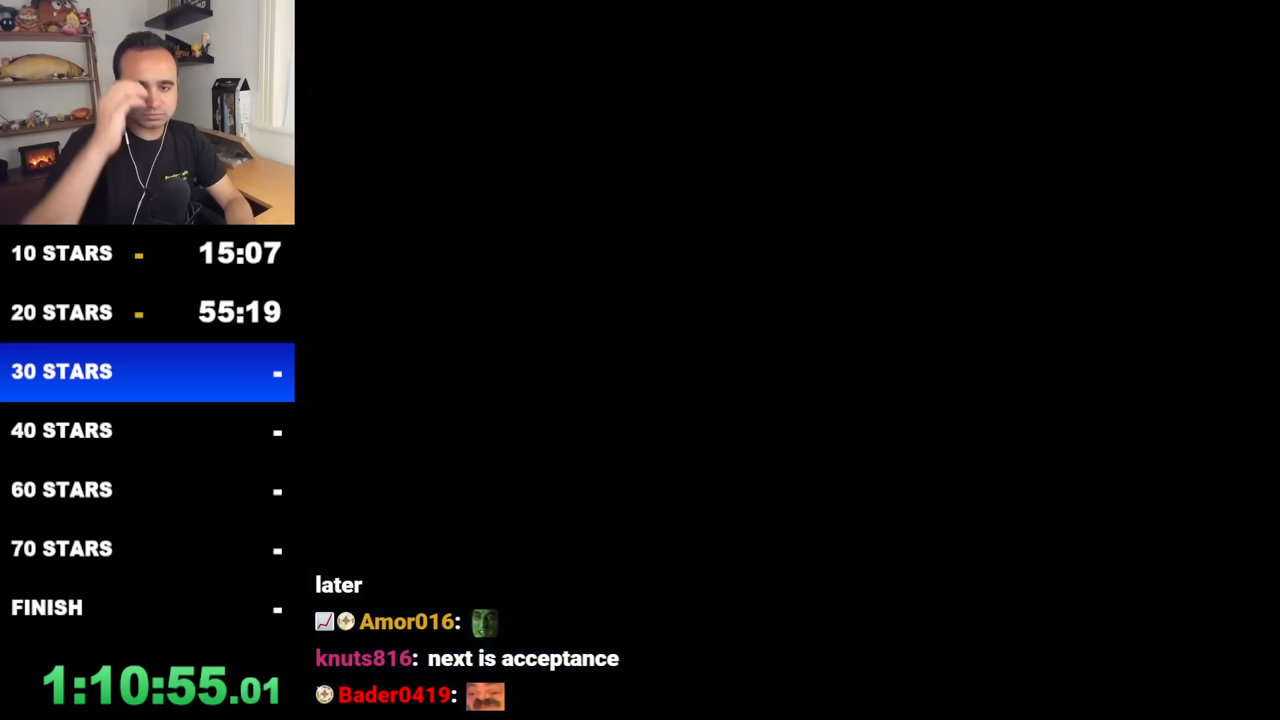 10 STARS - 15:07
20 STARS - 55:19
30 STARS -
40 STARS -
60 STARS -
70 STARS -
FINISH -
1:10:55.01
later
Amor016:
knuts816: next is acceptance
Bader0419: